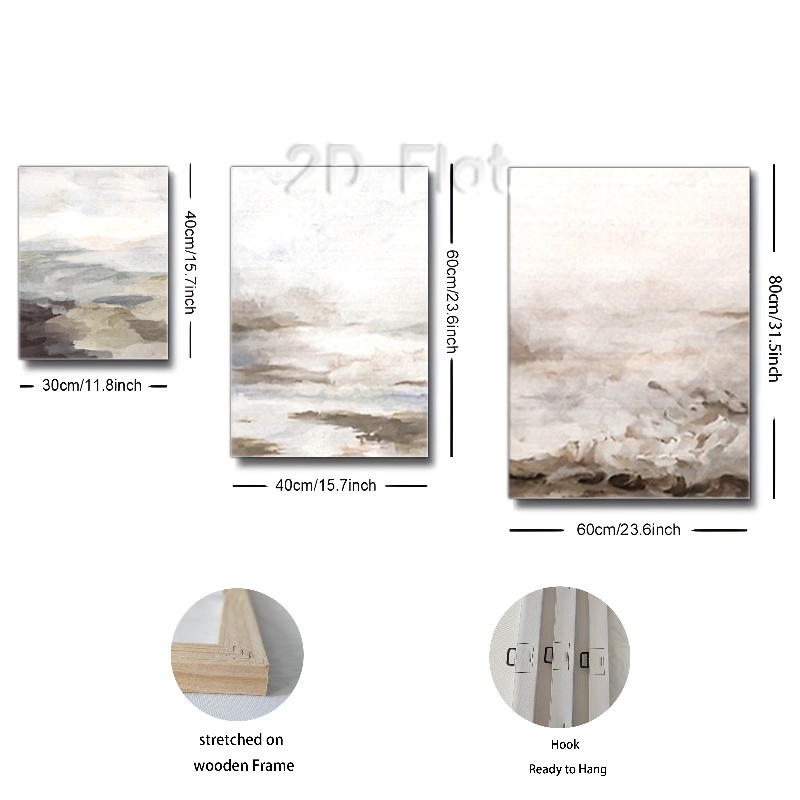 2D Flat
40cm/15.7inch
30cm/11.8inch
60cm/23.6inch
40cm/15.7inch
80cm/31.5inch
60cm/23.6inch
stretched on
wooden Frame
Hook
Ready to Hang